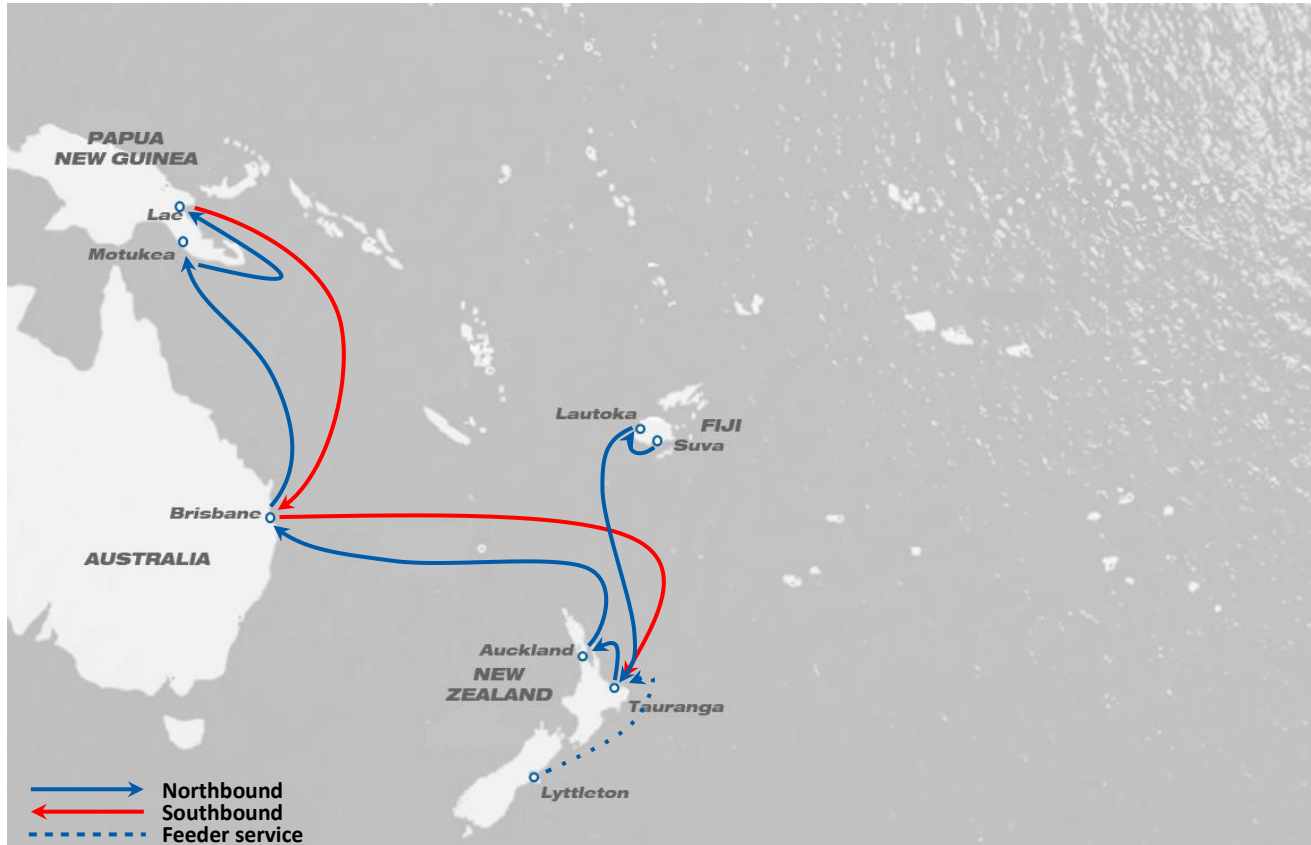 PAPUA
NEW GUINEA
Lae
Motukea
Lautoka
FIJI
Suva
Brisbane
AUSTRALIA
Auckland
NEW
ZEALAND
Tauranga
Lyttleton
Northbound
Southbound
Feeder service